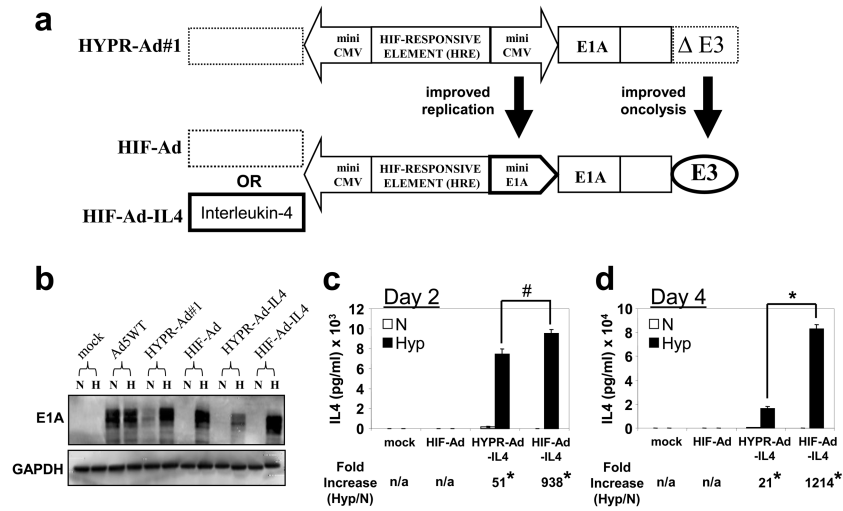 a
HYPR-Ad#1
mini CMV
HIF-RESPONSIVE ELEMENT (HRE)
mini CMV
E1A
Δ E3
improved replication
improved oncolysis
HIF-Ad
OR
HIF-Ad-IL4
Interleukin-4
mini CMV
HIF-RESPONSIVE ELEMENT (HRE)
mini E1A
E1A
E3
b
mock Ad5WT HYPR-Ad#1 HIF-Ad HYPR-Ad-IL4 HIF-Ad-IL4
N H N H N H N H N H N H
E1A
GAPDH
c
Day 2
#
N
Hyp
IL4 (pg/ml) x 10³
12
10
8
6
4
2
0
mock HIF-Ad HYPR-Ad-IL4 HIF-Ad-IL4
Fold Increase (Hyp/N)
n/a n/a 51* 938*
d
Day 4
*
N
Hyp
IL4 (pg/ml) x 10⁴
10
8
6
4
2
0
mock HIF-Ad HYPR-Ad-IL4 HIF-Ad-IL4
Fold Increase (Hyp/N)
n/a n/a 21* 1214*